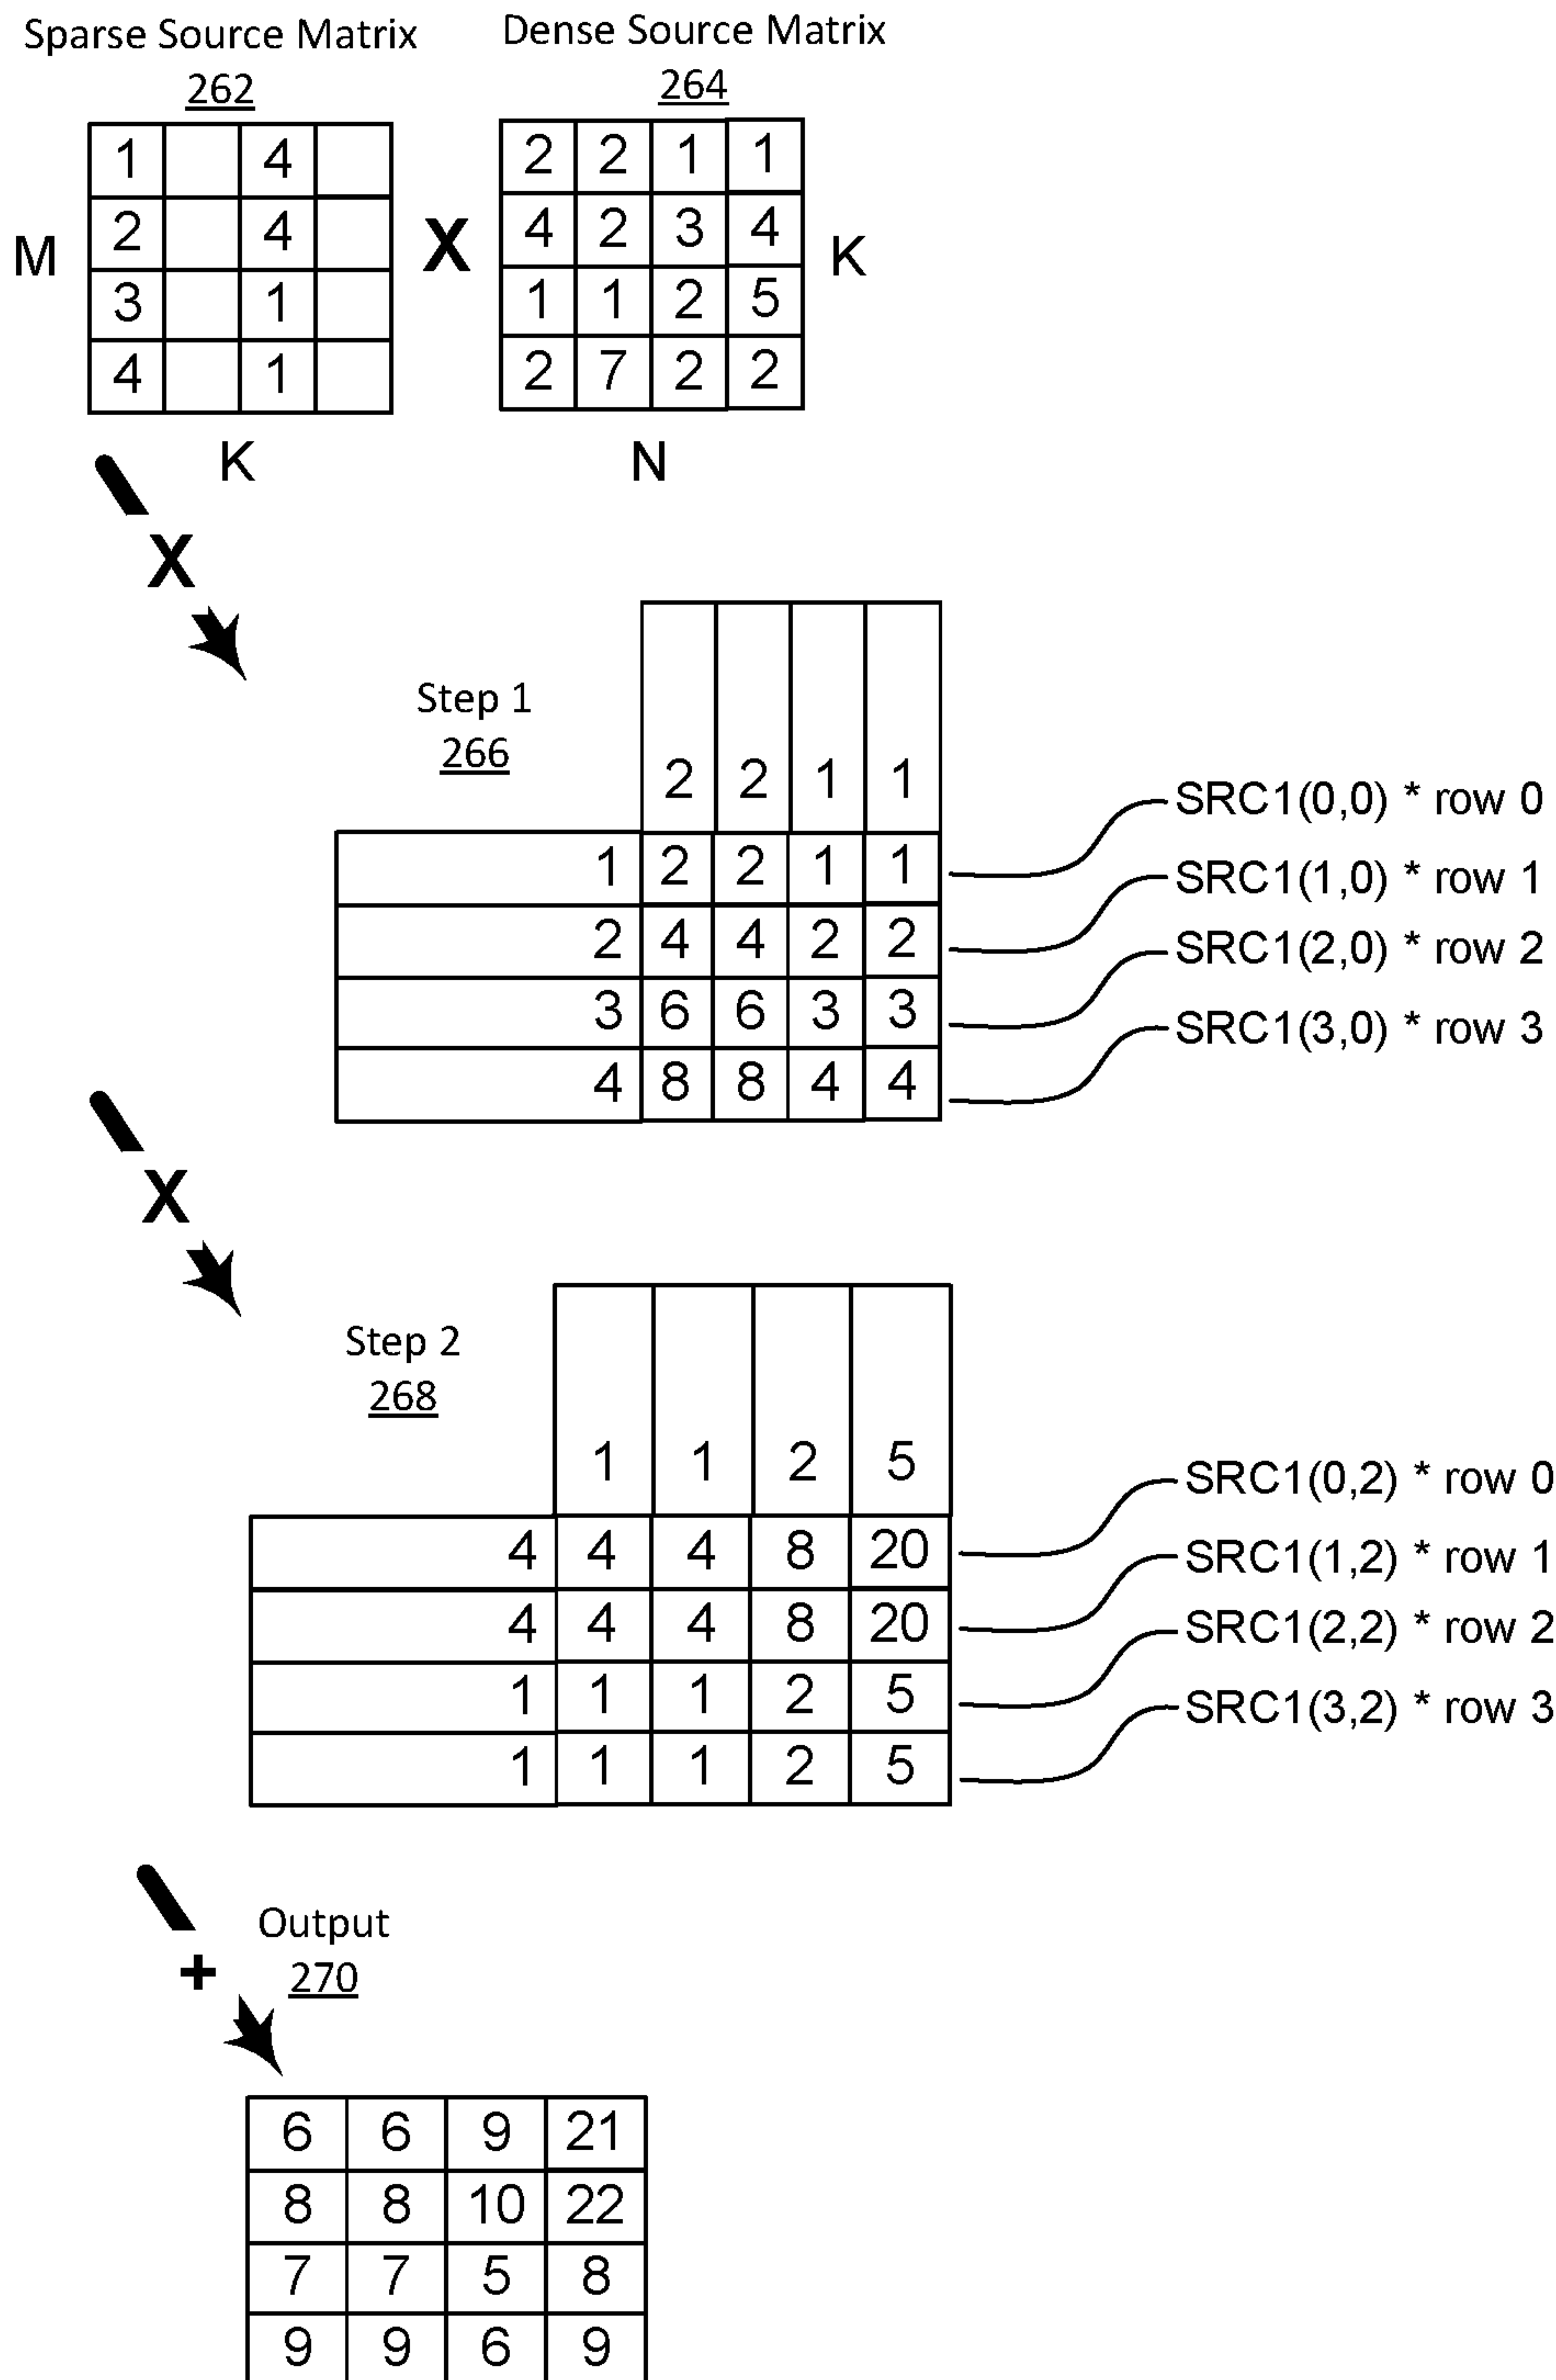 Sparse Source Matrix Dense Source Matrix
262 264
1 4 2 2 1 1
2 4 4 2 3 4
M X K
3 1 1 1 2 5
4 1 2 7 2 2
K N
X
Step 1
266
2 2 1 1
SRC1(0,0) * row 0
1 2 2 1 1
SRC1(1,0) * row 1
2 4 4 2 2
SRC1(2,0) * row 2
3 6 6 3 3
SRC1(3,0) * row 3
4 8 8 4 4
X
Step 2
268
1 1 2 5
SRC1(0,2) * row 0
4 4 4 8 20
SRC1(1,2) * row 1
4 4 4 8 20
SRC1(2,2) * row 2
1 1 1 2 5
SRC1(3,2) * row 3
1 1 1 2 5
Output
+ 270
6 6 9 21
8 8 10 22
7 7 5 8
9 9 6 9